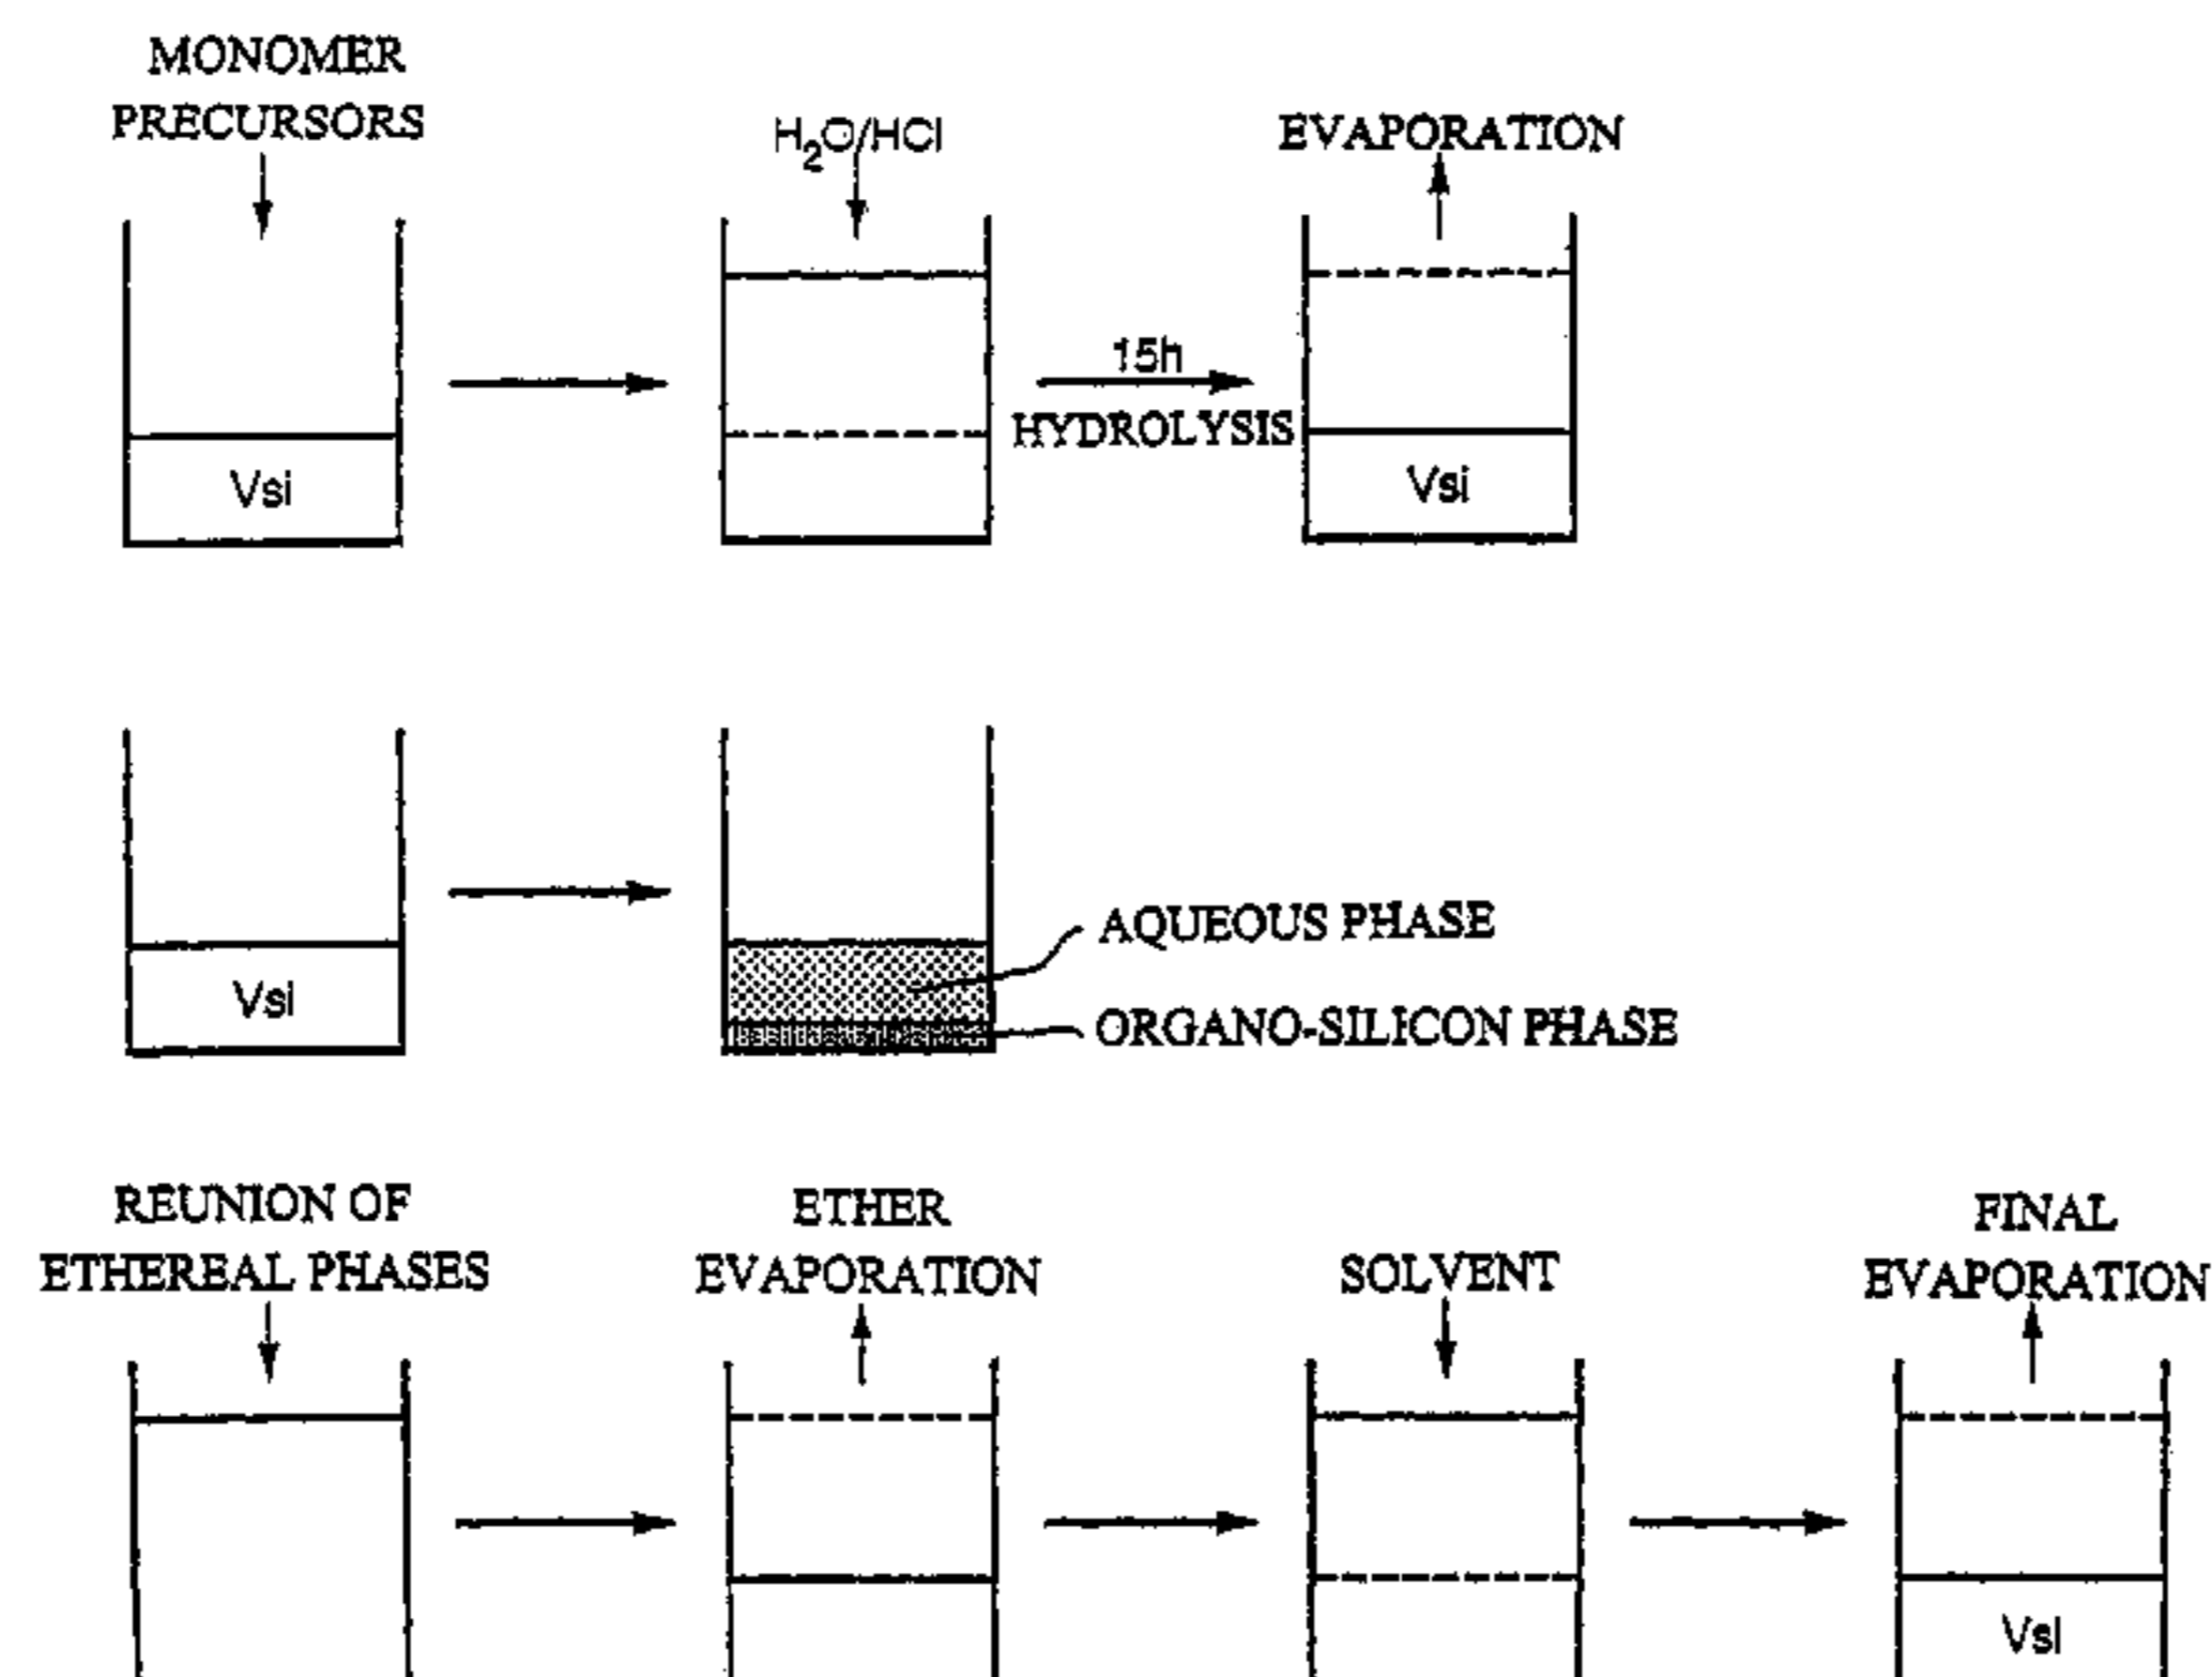 MONOMER
PRECURSORS
H₂O/HCl
EVAPORATION
15h
HYDROLYSIS
Vsi
Vsi
Vsi
AQUEOUS PHASE
ORGANO-SILICON PHASE
REUNION OF
ETHEREAL PHASES
ETHER
EVAPORATION
SOLVENT
FINAL
EVAPORATION
Vsi